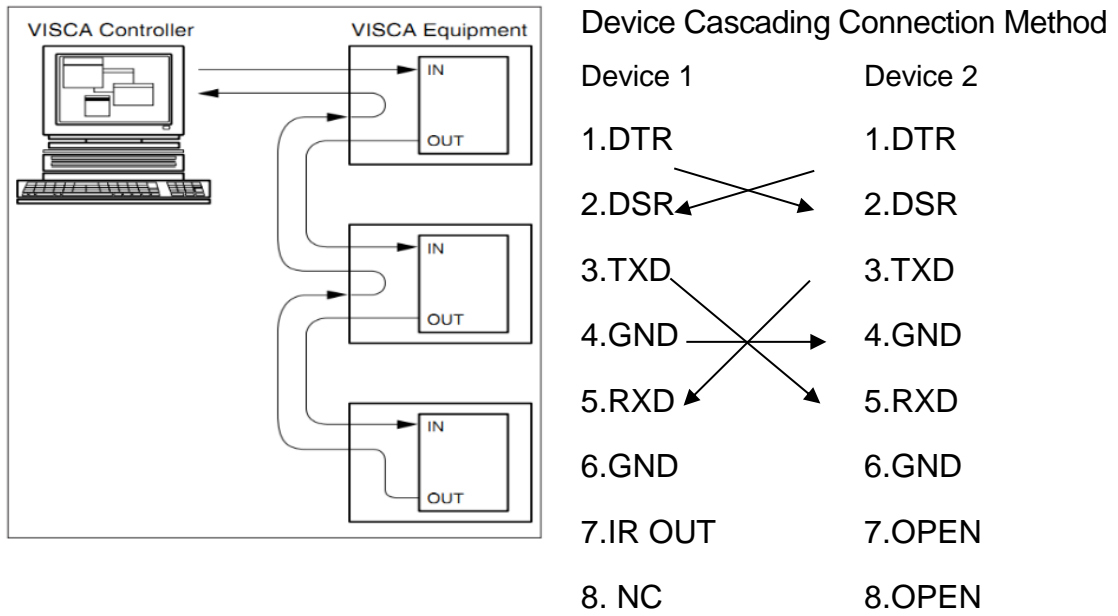 VISCA Controller
VISCA Equipment
IN
OUT
IN
OUT
IN
OUT
Device Cascading Connection Method
Device 1 Device 2
1.DTR 1.DTR
2.DSR 2.DSR
3.TXD 3.TXD
4.GND 4.GND
5.RXD 5.RXD
6.GND 6.GND
7.IR OUT 7.OPEN
8. NC 8.OPEN